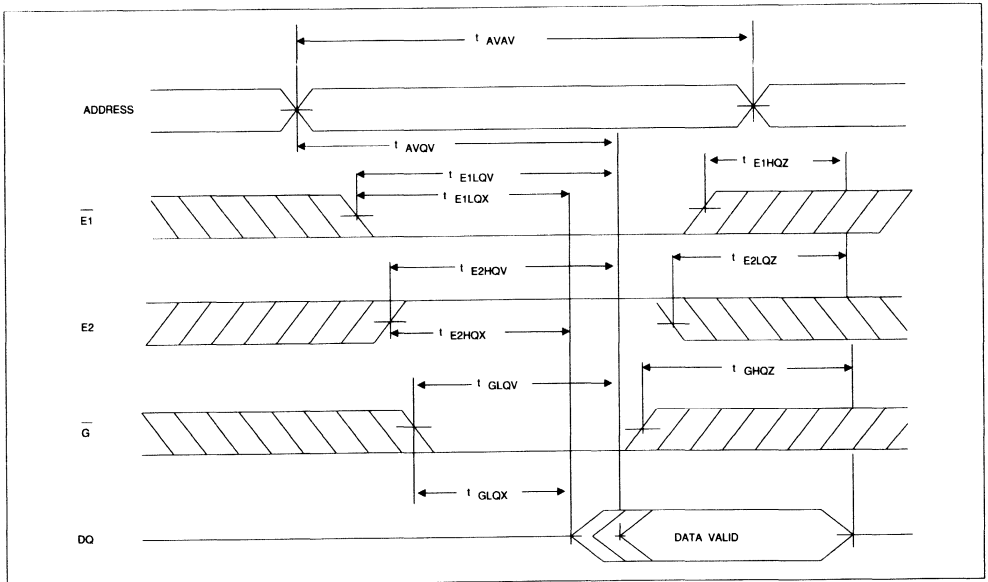 t AVAV
ADDRESS
t AVQV
t E1HQZ
t E1LQV
t E1LQX
E1
t E2LQZ
t E2HQV
E2
t E2HQX
t GHQZ
t GLQV
G
t GLQX
DQ
DATA VALID